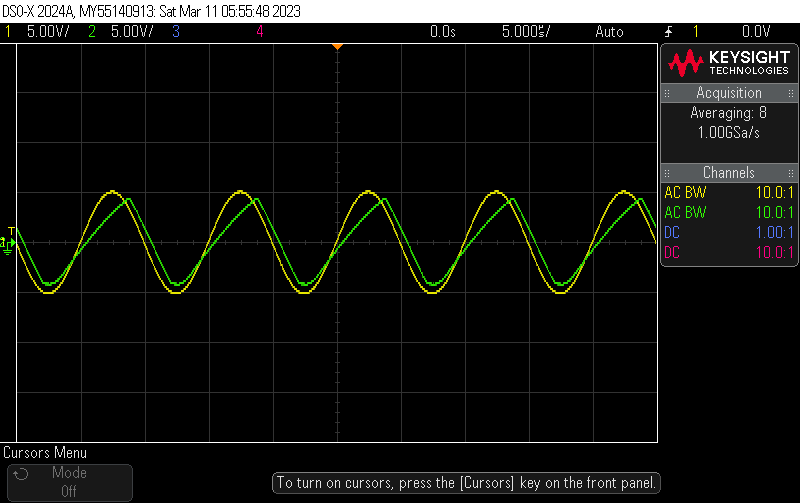 DSO-X 2024A, MY55140913: Sat Mar 11 05:55:48 2023
1 5.00V/ 2 5.00V/ 3 4 0.0s 5.000µs/ Auto 1 0.0V
KEYSIGHT
TECHNOLOGIES
Acquisition
Averaging: 8
1.00GSa/s
Channels
AC BW 10.0:1
AC BW 10.0:1
DC 1.00:1
DC 10.0:1
T
Cursors Menu
Mode
Off
To turn on cursors, press the [Cursors] key on the front panel.